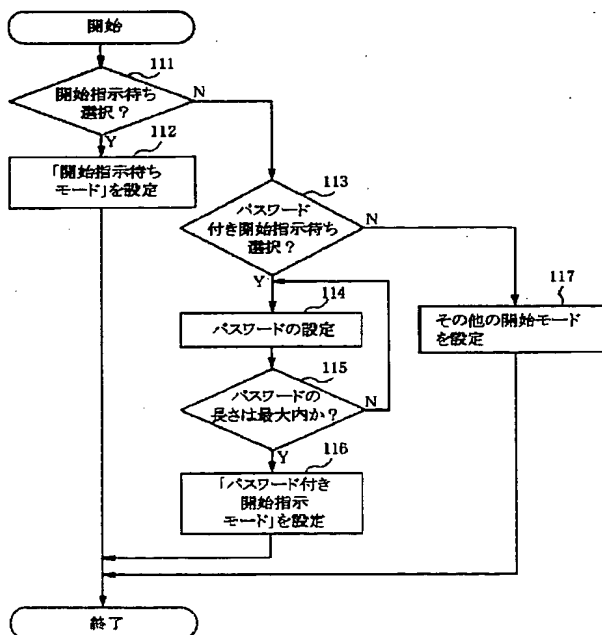 開始
111
開始指示待ち
選択?
N
Y
112
「開始指示待ち
モード」を設定
113
パスワード
付き開始指示待ち
選択?
N
Y
114
パスワードの設定
117
その他の開始モード
を設定
115
パスワードの
長さは最大内か?
N
Y
116
「パスワード付き
開始指示
モード」を設定
終了